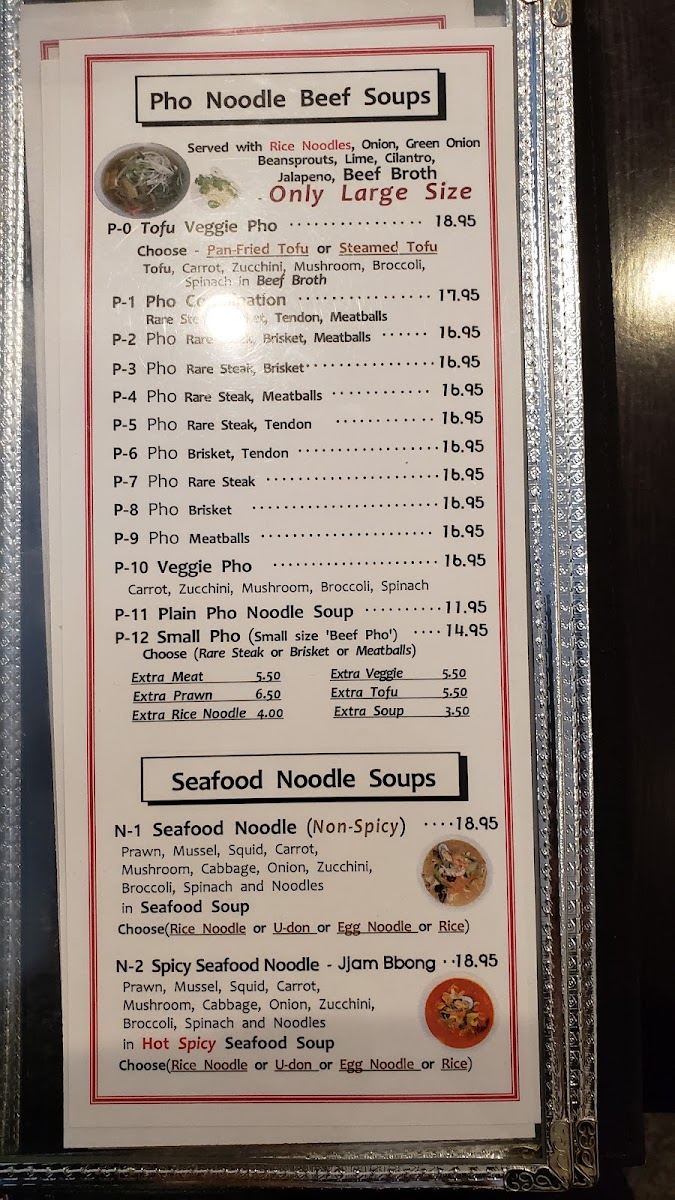 Pho Noodle Beef Soups
Served with Rice Noodles, Onion, Green Onion
Beansprouts, Lime, Cilantro,
Jalapeno, Beef Broth
- Only Large Size
P-0 Tofu Veggie Pho ················· 18.95
Choose - Pan-Fried Tofu or Steamed Tofu
Tofu, Carrot, Zucchini, Mushroom, Broccoli,
Spinach in Beef Broth
P-1 Pho Combination ················· 17.95
Rare Steak, Brisket, Tendon, Meatballs
P-2 Pho Rare Steak, Brisket, Meatballs ······ 16.95
P-3 Pho Rare Steak, Brisket ················· 16.95
P-4 Pho Rare Steak, Meatballs ············ 16.95
P-5 Pho Rare Steak, Tendon ············ 16.95
P-6 Pho Brisket, Tendon ·················· 16.95
P-7 Pho Rare Steak ····················· 16.95
P-8 Pho Brisket ······················· 16.95
P-9 Pho Meatballs ······················ 16.95
P-10 Veggie Pho ····················· 16.95
Carrot, Zucchini, Mushroom, Broccoli, Spinach
P-11 Plain Pho Noodle Soup ·········· 11.95
P-12 Small Pho (Small size 'Beef Pho') ···· 14.95
Choose (Rare Steak or Brisket or Meatballs)
Extra Meat 5.50 Extra Veggie 5.50
Extra Prawn 6.50 Extra Tofu 5.50
Extra Rice Noodle 4.00 Extra Soup 3.50
Seafood Noodle Soups
N-1 Seafood Noodle (Non-Spicy) ···· 18.95
Prawn, Mussel, Squid, Carrot,
Mushroom, Cabbage, Onion, Zucchini,
Broccoli, Spinach and Noodles
in Seafood Soup
Choose(Rice Noodle or U-don or Egg Noodle or Rice)
N-2 Spicy Seafood Noodle - Jjam Bbong ·· 18.95
Prawn, Mussel, Squid, Carrot,
Mushroom, Cabbage, Onion, Zucchini,
Broccoli, Spinach and Noodles
in Hot Spicy Seafood Soup
Choose(Rice Noodle or U-don or Egg Noodle or Rice)